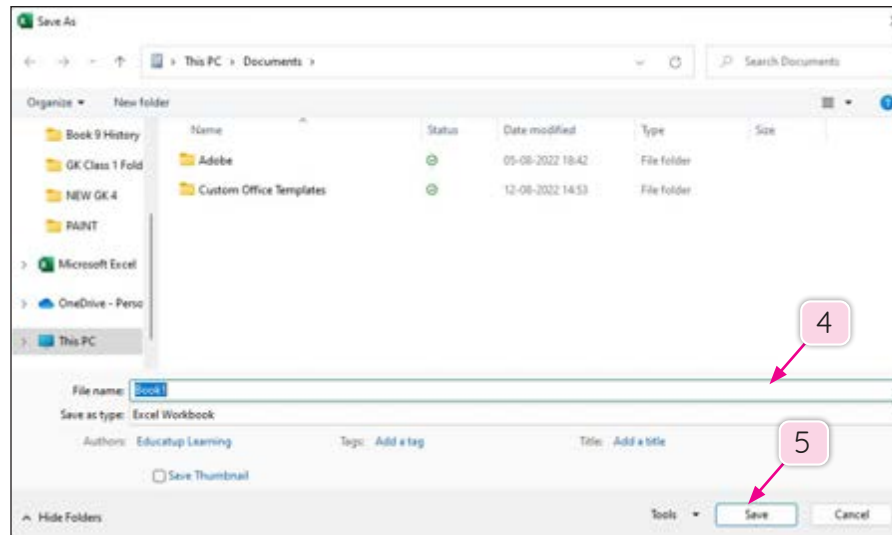 Save As
This PC › Documents ›
Search Documents
Organize
New folder
Name
Status
Date modified
Type
Size
Book 9 History
GK Class 1 Fold
NEW GK 4
PAINT
Microsoft Excel
OneDrive - Perso
This PC
Adobe
05-08-2022 18:42
File folder
Custom Office Templates
12-08-2022 14:53
File folder
4
File name: Book1
Save as type: Excel Workbook
Authors: Educatup Learning
Tags: Add a tag
Title: Add a title
5
Save Thumbnail
Hide Folders
Tools
Save
Cancel